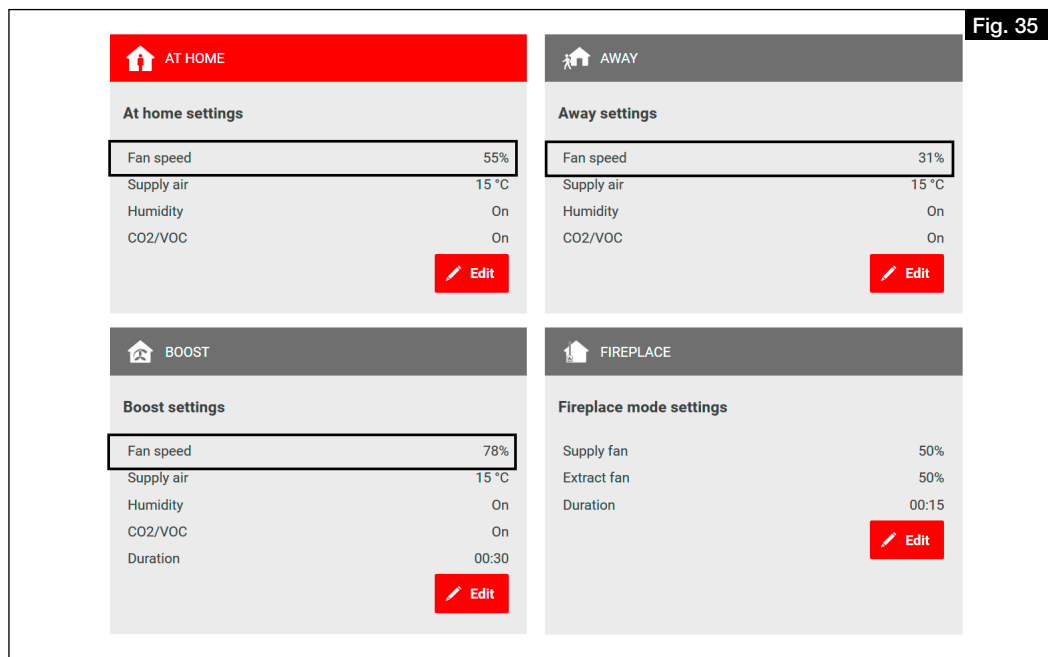 Fig. 35
AT HOME
At home settings
Fan speed 55%
Supply air 15 °C
Humidity On
CO2/VOC On
Edit
AWAY
Away settings
Fan speed 31%
Supply air 15 °C
Humidity On
CO2/VOC On
Edit
BOOST
Boost settings
Fan speed 78%
Supply air 15 °C
Humidity On
CO2/VOC On
Duration 00:30
Edit
FIREPLACE
Fireplace mode settings
Supply fan 50%
Extract fan 50%
Duration 00:15
Edit